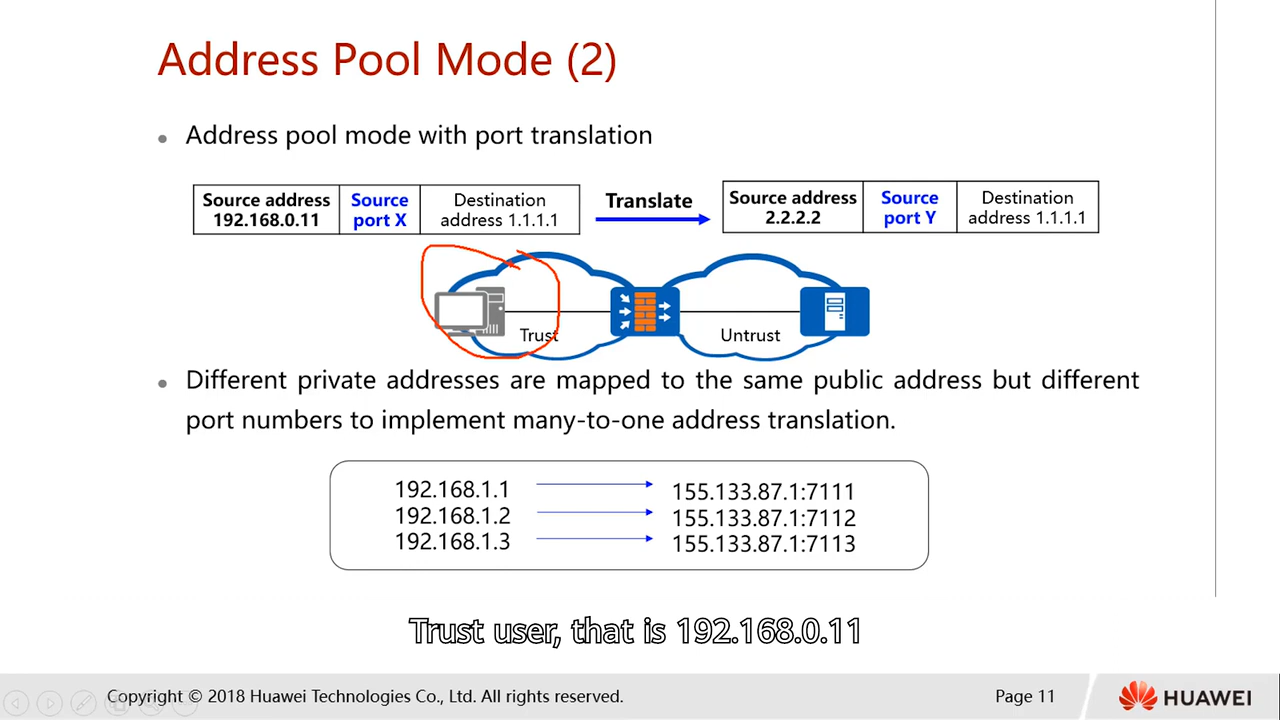 Address Pool Mode (2)
• Address pool mode with port translation
Source address
192.168.0.11
Source
port X
Destination
address 1.1.1.1
Translate
Source address
2.2.2.2
Source
port Y
Destination
address 1.1.1.1
Trust
Untrust
• Different private addresses are mapped to the same public address but different
port numbers to implement many-to-one address translation.
192.168.1.1 155.133.87.1:7111
192.168.1.2 155.133.87.1:7112
192.168.1.3 155.133.87.1:7113
Trust user, that is 192.168.0.11
Copyright © 2018 Huawei Technologies Co., Ltd. All rights reserved.
Page 11
HUAWEI